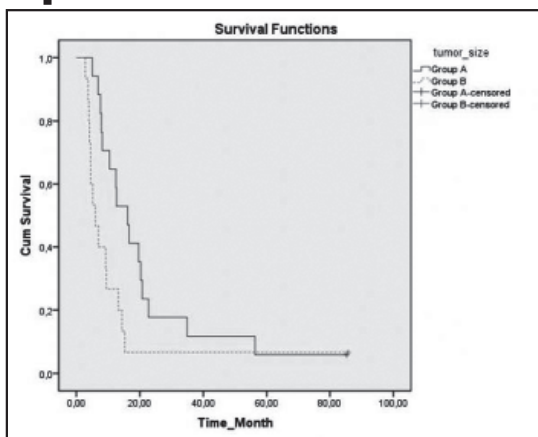 Survival Functions
tumor_size
Group A
Group B
Group A-censored
Group B-censored
Cum Survival
1,0
0,8
0,6
0,4
0,2
0,0
0,00 20,00 40,00 60,00 80,00 100,00
Time_Month